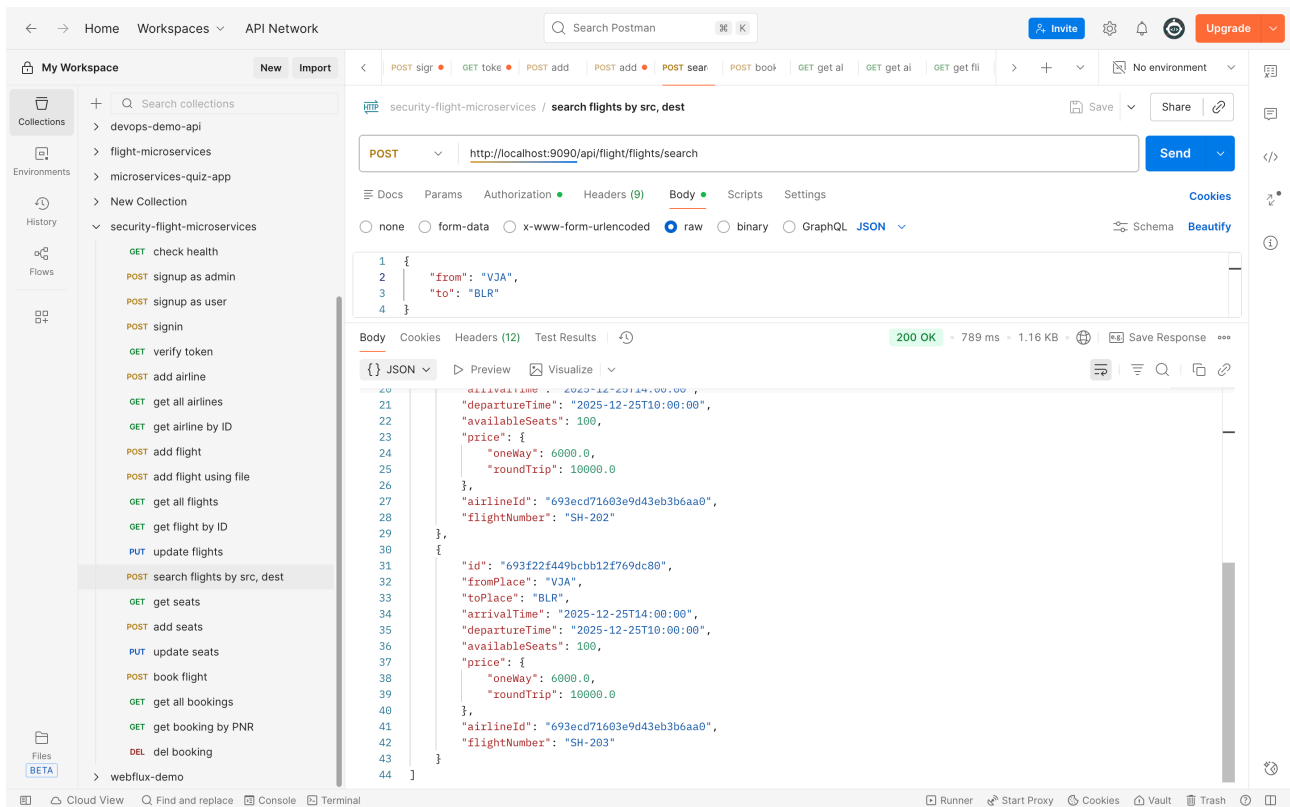 Home Workspaces API Network Search Postman ⌘ K Invite Upgrade
My Workspace New Import POST sigr GET toke POST add POST add POST sear POST book GET get al GET get ai GET get fli No environment
Collections
Environments
History
Flows
Files
BETA
Search collections
devops-demo-api
flight-microservices
microservices-quiz-app
New Collection
security-flight-microservices
GET check health
POST signup as admin
POST signup as user
POST signin
GET verify token
POST add airline
GET get all airlines
GET get airline by ID
POST add flight
POST add flight using file
GET get all flights
GET get flight by ID
PUT update flights
POST search flights by src, dest
GET get seats
POST add seats
PUT update seats
POST book flight
GET get all bookings
GET get booking by PNR
DEL del booking
webflux-demo
HTTP security-flight-microservices / search flights by src, dest Save Share
POST http://localhost:9090/api/flight/flights/search Send
Docs Params Authorization Headers (9) Body Scripts Settings Cookies
none form-data x-www-form-urlencoded raw binary GraphQL JSON Schema Beautify
1 {
2 "from": "VJA",
3 "to": "BLR"
4 }
Body Cookies Headers (12) Test Results 200 OK 789 ms 1.16 KB e.g. Save Response
{} JSON Preview Visualize
20 "arrivalTime": "2025-12-25T14:00:00",
21 "departureTime": "2025-12-25T10:00:00",
22 "availableSeats": 100,
23 "price": {
24 "oneWay": 6000.0,
25 "roundTrip": 10000.0
26 },
27 "airlineId": "693ecd71603e9d43eb3b6aa0",
28 "flightNumber": "SH-202"
29 },
30 {
31 "id": "693f22f449bcbb12f769dc80",
32 "fromPlace": "VJA",
33 "toPlace": "BLR",
34 "arrivalTime": "2025-12-25T14:00:00",
35 "departureTime": "2025-12-25T10:00:00",
36 "availableSeats": 100,
37 "price": {
38 "oneWay": 6000.0,
39 "roundTrip": 10000.0
40 },
41 "airlineId": "693ecd71603e9d43eb3b6aa0",
42 "flightNumber": "SH-203"
43 }
44 ]
Cloud View Find and replace Console Terminal Runner Start Proxy Cookies Vault Trash